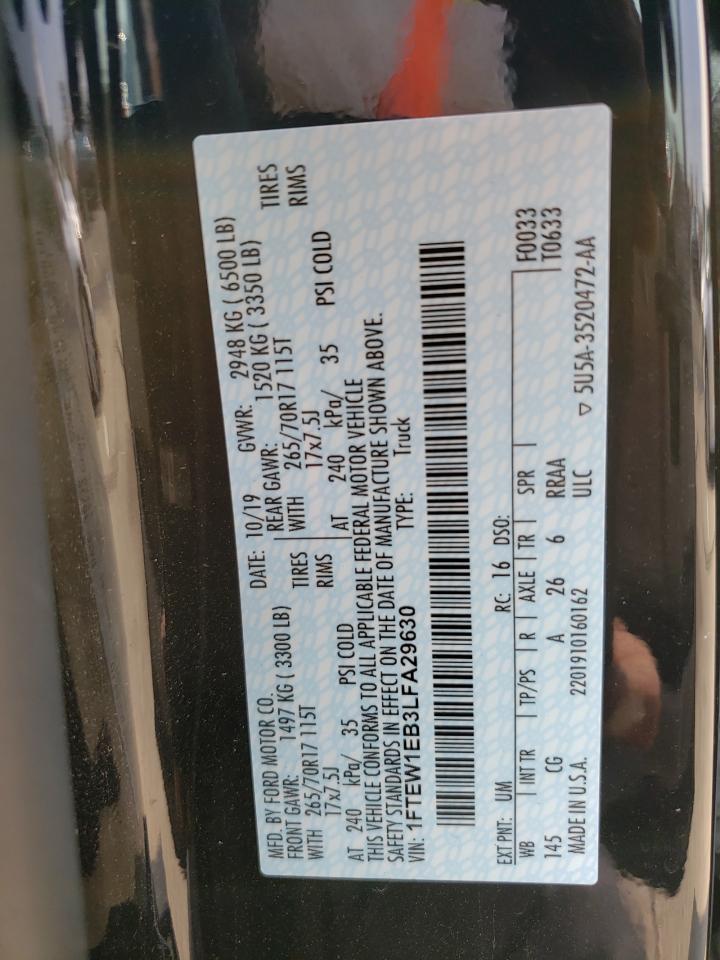 MFD. BY FORD MOTOR CO. DATE: 10/19 GVWR: 2948 KG ( 6500 LB)
FRONT GAWR: 1497 KG ( 3300 LB) REAR GAWR: 1520 KG ( 3350 LB)
WITH 265/70R17 115T TIRES WITH 265/70R17 115T TIRES
17x7.5J RIMS 17x7.5J RIMS
AT 240 kPa/ 35 PSI COLD AT 240 kPa/ 35 PSI COLD
THIS VEHICLE CONFORMS TO ALL APPLICABLE FEDERAL MOTOR VEHICLE
SAFETY STANDARDS IN EFFECT ON THE DATE OF MANUFACTURE SHOWN ABOVE.
VIN: 1FTEW1EB3LFA29630 TYPE: Truck
EXT PNT: UM RC: 16 DSO: F0033
WB INT TR TP/PS R AXLE TR SPR T0633
145 CG A 26 6 RRAA
MADE IN U.S.A. 2201910160162 ULC ▽ 5U5A-3520472-AA